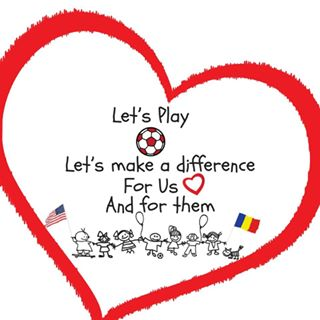 Let's Play
Let's make a difference
For Us
And for them